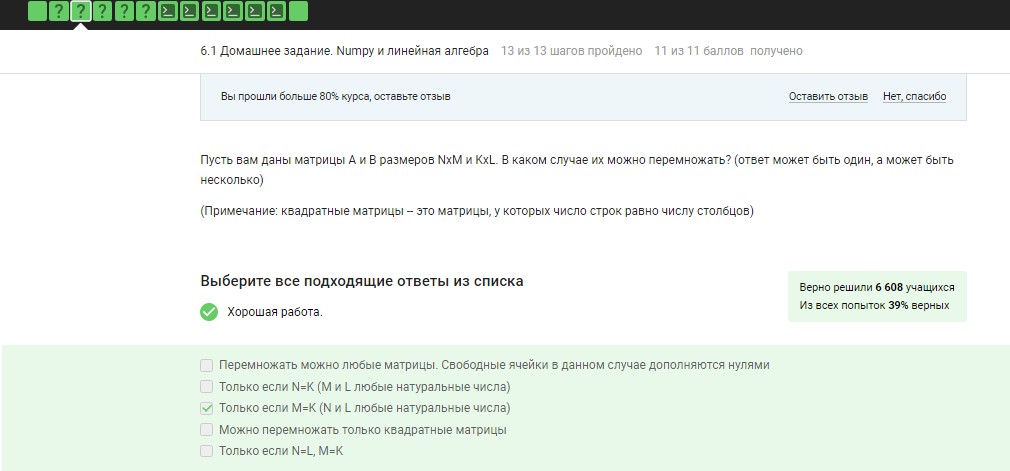 ? ? ? ? ?
6.1 Домашнее задание. Numpy и линейная алгебра 13 из 13 шагов пройдено 11 из 11 баллов получено
Вы прошли больше 80% курса, оставьте отзыв Оставить отзыв Нет, спасибо
Пусть вам даны матрицы A и B размеров NxM и KxL. В каком случае их можно перемножать? (ответ может быть один, а может быть
несколько)
(Примечание: квадратные матрицы -- это матрицы, у которых число строк равно числу столбцов)
Выберите все подходящие ответы из списка
Хорошая работа.
Верно решили 6 608 учащихся
Из всех попыток 39% верных
Перемножать можно любые матрицы. Свободные ячейки в данном случае дополняются нулями
Только если N=K (M и L любые натуральные числа)
Только если M=K (N и L любые натуральные числа)
Можно перемножать только квадратные матрицы
Только если N=L, M=K